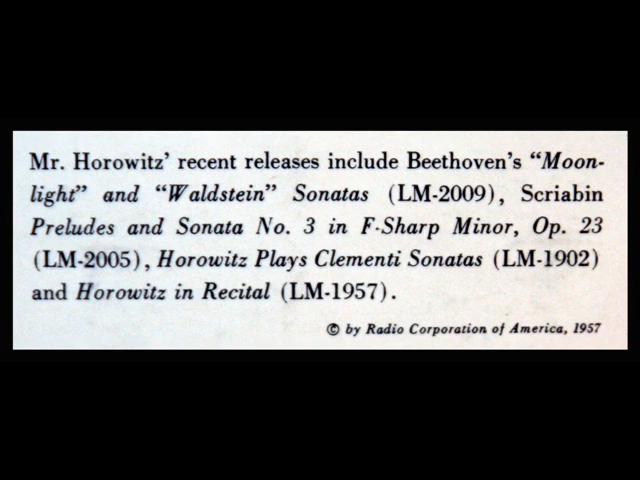 Mr. Horowitz' recent releases include Beethoven's "Moon-
light" and "Waldstein" Sonatas (LM-2009), Scriabin
Preludes and Sonata No. 3 in F-Sharp Minor, Op. 23
(LM-2005), Horowitz Plays Clementi Sonatas (LM-1902)
and Horowitz in Recital (LM-1957).
© by Radio Corporation of America, 1957